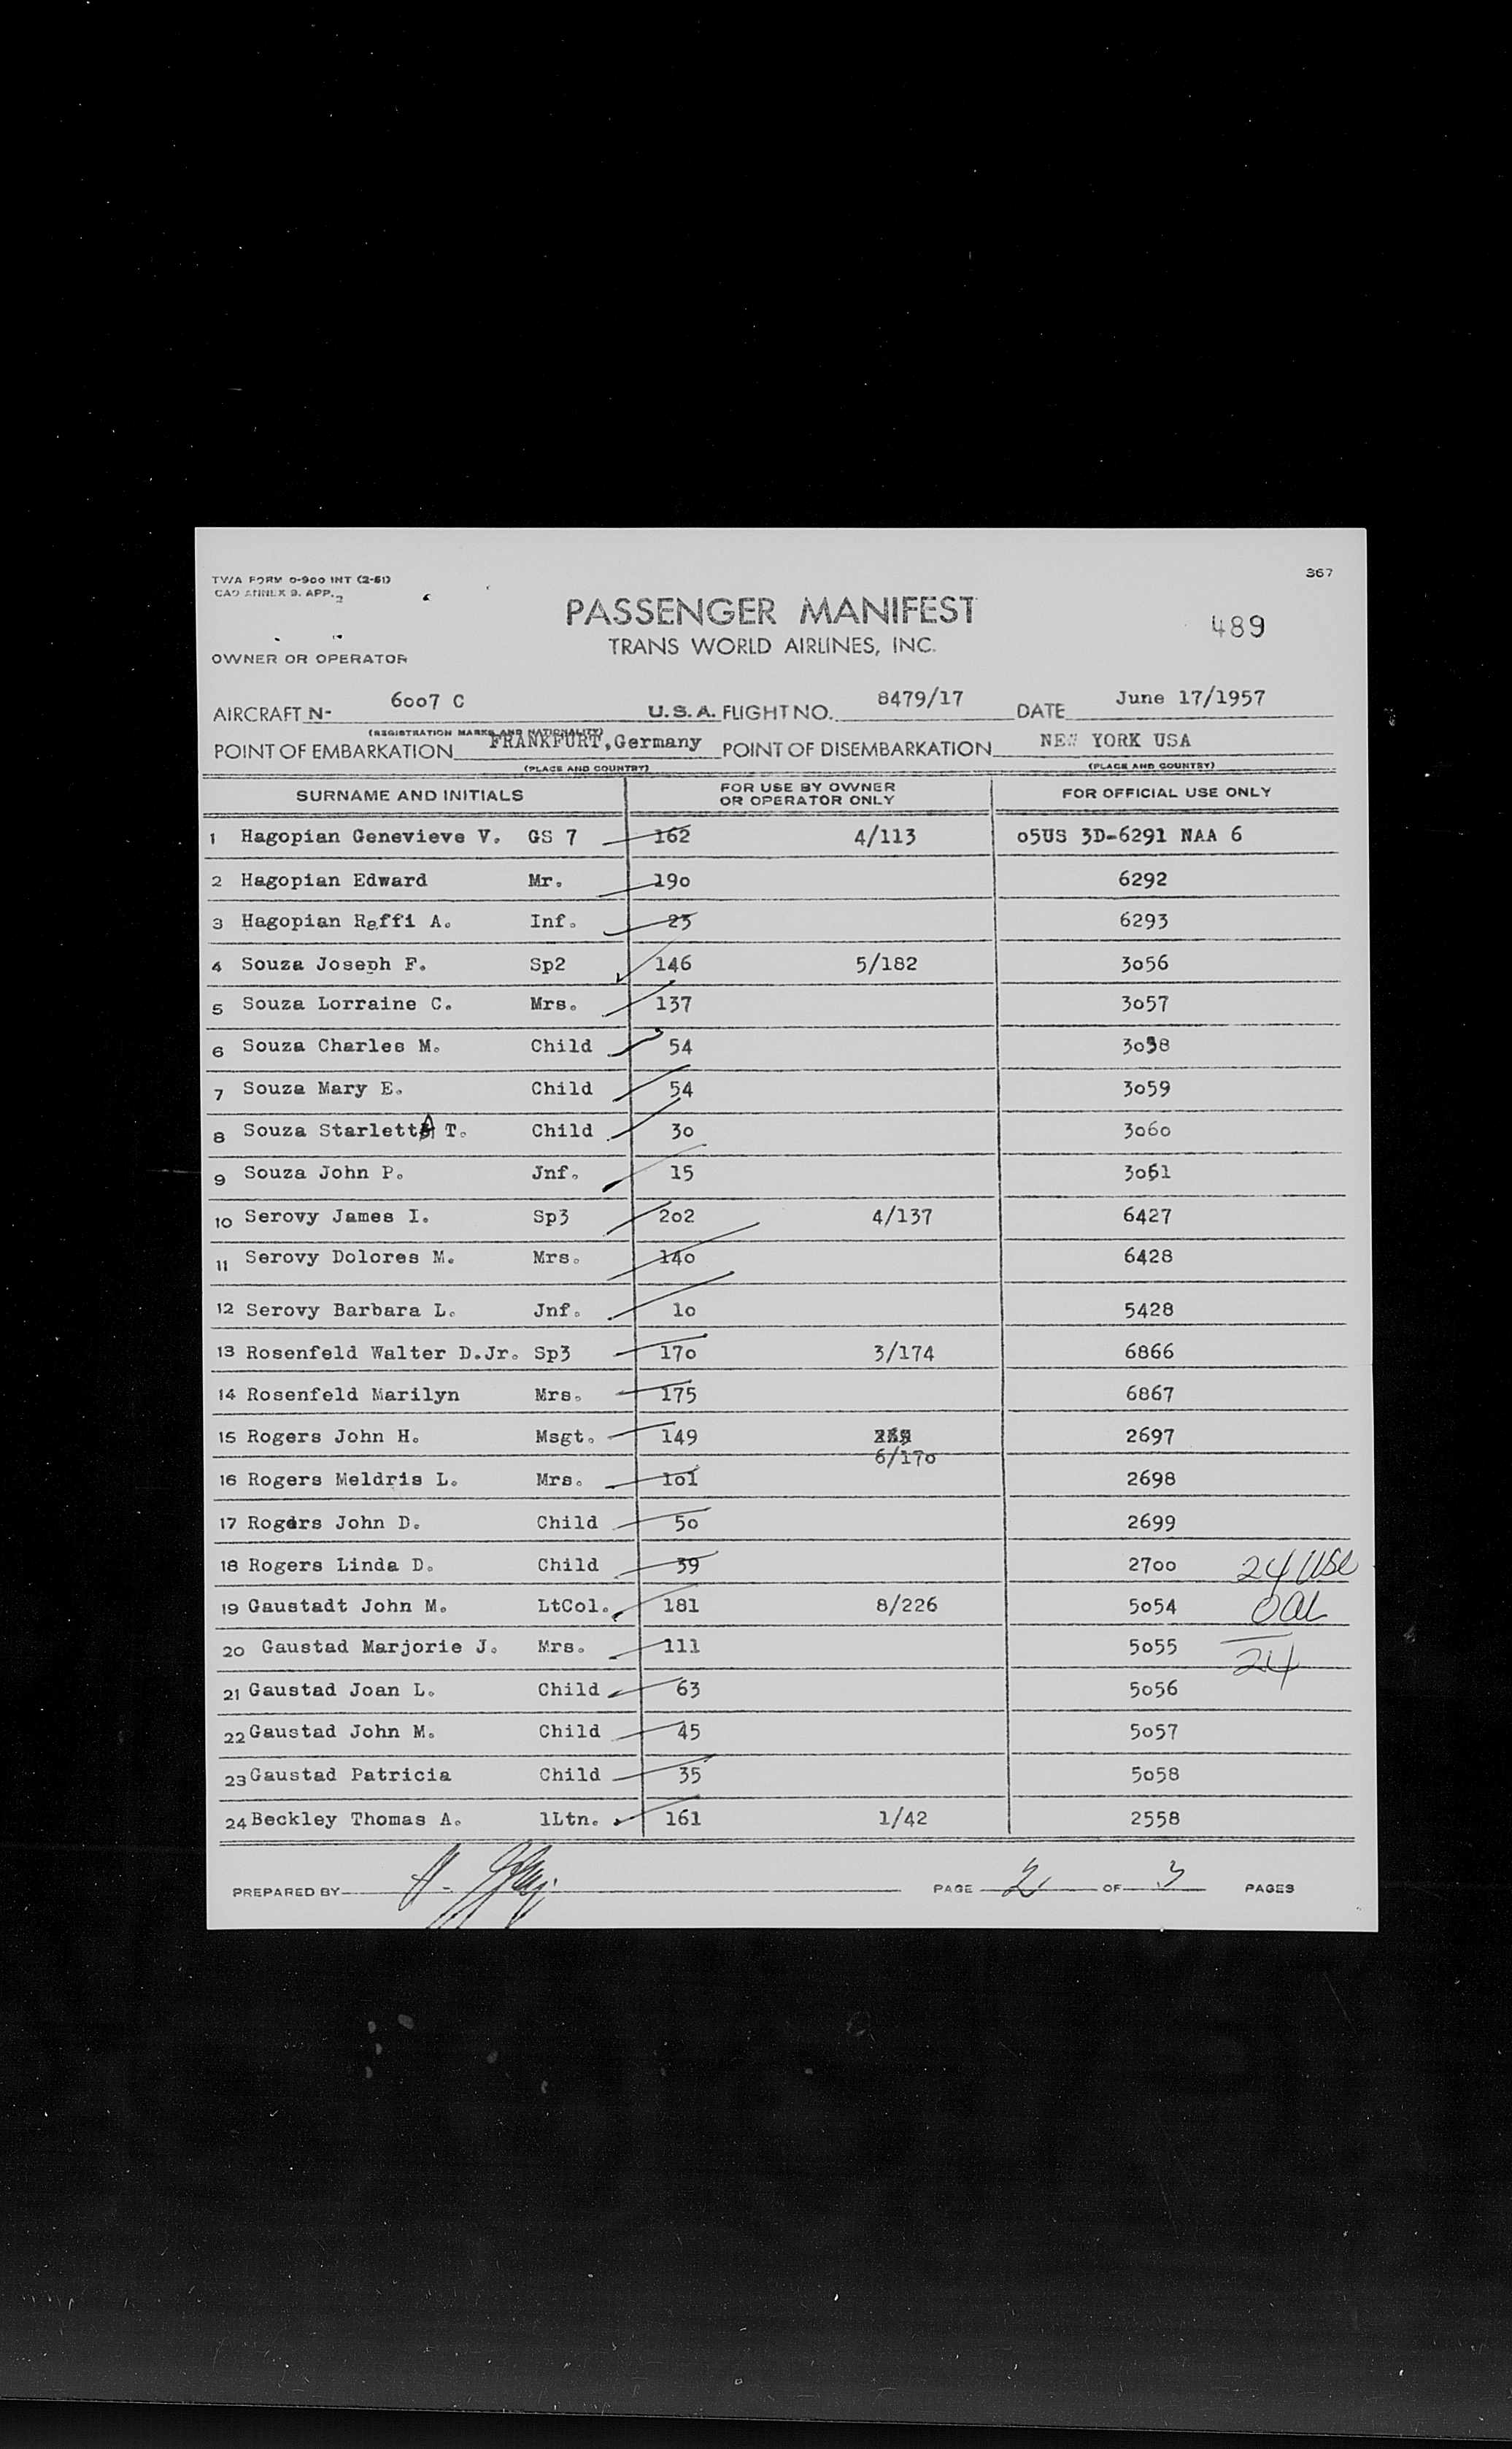 367
TWA FORM 0-900 INT (2-51)
CAO ANNEX 9. APP. 2
PASSENGER MANIFEST
489
TRANS WORLD AIRLINES, INC.
OWNER OR OPERATOR
AIRCRAFT N- 6007 C U.S.A. FLIGHT NO. 8479/17 DATE June 17/1957
(REGISTRATION MARKS AND NATIONALITY)
POINT OF EMBARKATION FRANKFURT,Germany POINT OF DISEMBARKATION NEW YORK USA
(PLACE AND COUNTRY) (PLACE AND COUNTRY)
SURNAME AND INITIALS FOR USE BY OWNER OR OPERATOR ONLY FOR OFFICIAL USE ONLY
1 Hagopian Genevieve V. GS 7 162 4/113 05US 3D-6291 NAA 6
2 Hagopian Edward Mr. 190 6292
3 Hagopian Raffi A. Inf. 23 6293
4 Souza Joseph F. Sp2 146 5/182 3056
5 Souza Lorraine C. Mrs. 137 3057
6 Souza Charles M. Child 54 3058
7 Souza Mary E. Child 54 3059
8 Souza StarlettA T. Child 30 3060
9 Souza John P. Jnf. 15 3061
10 Serovy James I. Sp3 202 4/137 6427
11 Serovy Dolores M. Mrs. 140 6428
12 Serovy Barbara L. Jnf. 10 5428
13 Rosenfeld Walter D.Jr. Sp3 170 3/174 6866
14 Rosenfeld Marilyn Mrs. 175 6867
15 Rogers John H. Msgt. 149 2697
6/170
16 Rogers Meldris L. Mrs. 101 2698
17 Rogers John D. Child 50 2699
18 Rogers Linda D. Child 39 2700 24 USC
19 Gaustadt John M. LtCol. 181 8/226 5054 0 AL
20 Gaustad Marjorie J. Mrs. 111 5055 24
21 Gaustad Joan L. Child 63 5056
22 Gaustad John M. Child 45 5057
23 Gaustad Patricia Child 35 5058
24 Beckley Thomas A. 1Ltn. 161 1/42 2558
PREPARED BY PAGE 2 OF 3 PAGES